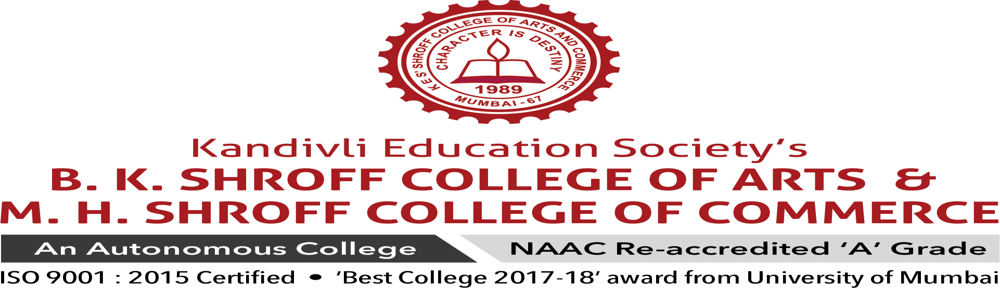 K E S' SHROFF COLLEGE OF ARTS AND COMMERCE
CHARACTER IS DESTINY
1989
MUMBAI - 67
Kandivli Education Society's
B. K. SHROFF COLLEGE OF ARTS &
M. H. SHROFF COLLEGE OF COMMERCE
An Autonomous College
NAAC Re-accredited 'A' Grade
ISO 9001 : 2015 Certified • 'Best College 2017-18' award from University of Mumbai